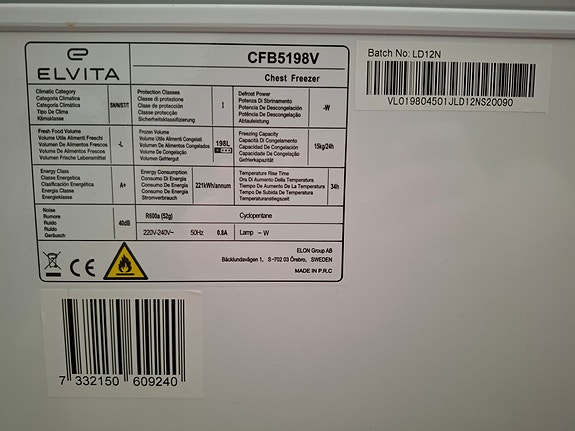 ELVITA
CFB5198V
Chest Freezer
Climatic Category
Categoria Climatica
Categoria Climática
Tipo De Clima
Klimaklasse
SN/N/ST/T
Protection Classes
Classe di protezione
Clase de protección
Classe protecção
Sicherheitsklassifizierung
I
Defrost Power
Potenza Di Sbrinamento
Potencia De Descongelación
Potência De Descongelação
Abtauleistung
-W
Fresh Food Volume
Volume Utile Alimenti Freschi
Volumen De Alimentos Frescos
Volume De Alimentos Frescos
Volumen Frische Lebensmittel
-L
Frozen Volume
Volume Utili Alimenti Congelati
Volumen De Alimentos Congelados
Volume De Congelação
Volumen Gefriergut
198L
Freezing Capacity
Capacità Di Congelamento
Capacidad De Congelación
Capacidade De Congelação
Gefrierkapazität
15kg/24h
Energy Class
Classe Energetica
Clasificación Energética
Energia Classe
Energieklasse
A+
Energy Consumption
Consumo Di Energia
Consumo De Energía
Consumo De Energia
Stromverbrauch
221kWh/annum
Temperature Rise Time
Ora Di Aumento Della Temperatura
Tiempo De Aumento De La Temperatura
Tempo De Subida De Temperatura
Temperaturanstiegszeit
34h
Noise
Rumore
Ruido
Ruído
Geräusch
40dB
R600a (52g)
Cyclopentane
220V-240V~ 50Hz 0.8A
Lamp ~ W
CE
ELON Group AB
Bäcklundavägen 1, S-702 03 Örebro, SWEDEN
MADE IN P.R.C
Batch No: LD12N
VL019804501JLD12NS20090
7 332150 609240